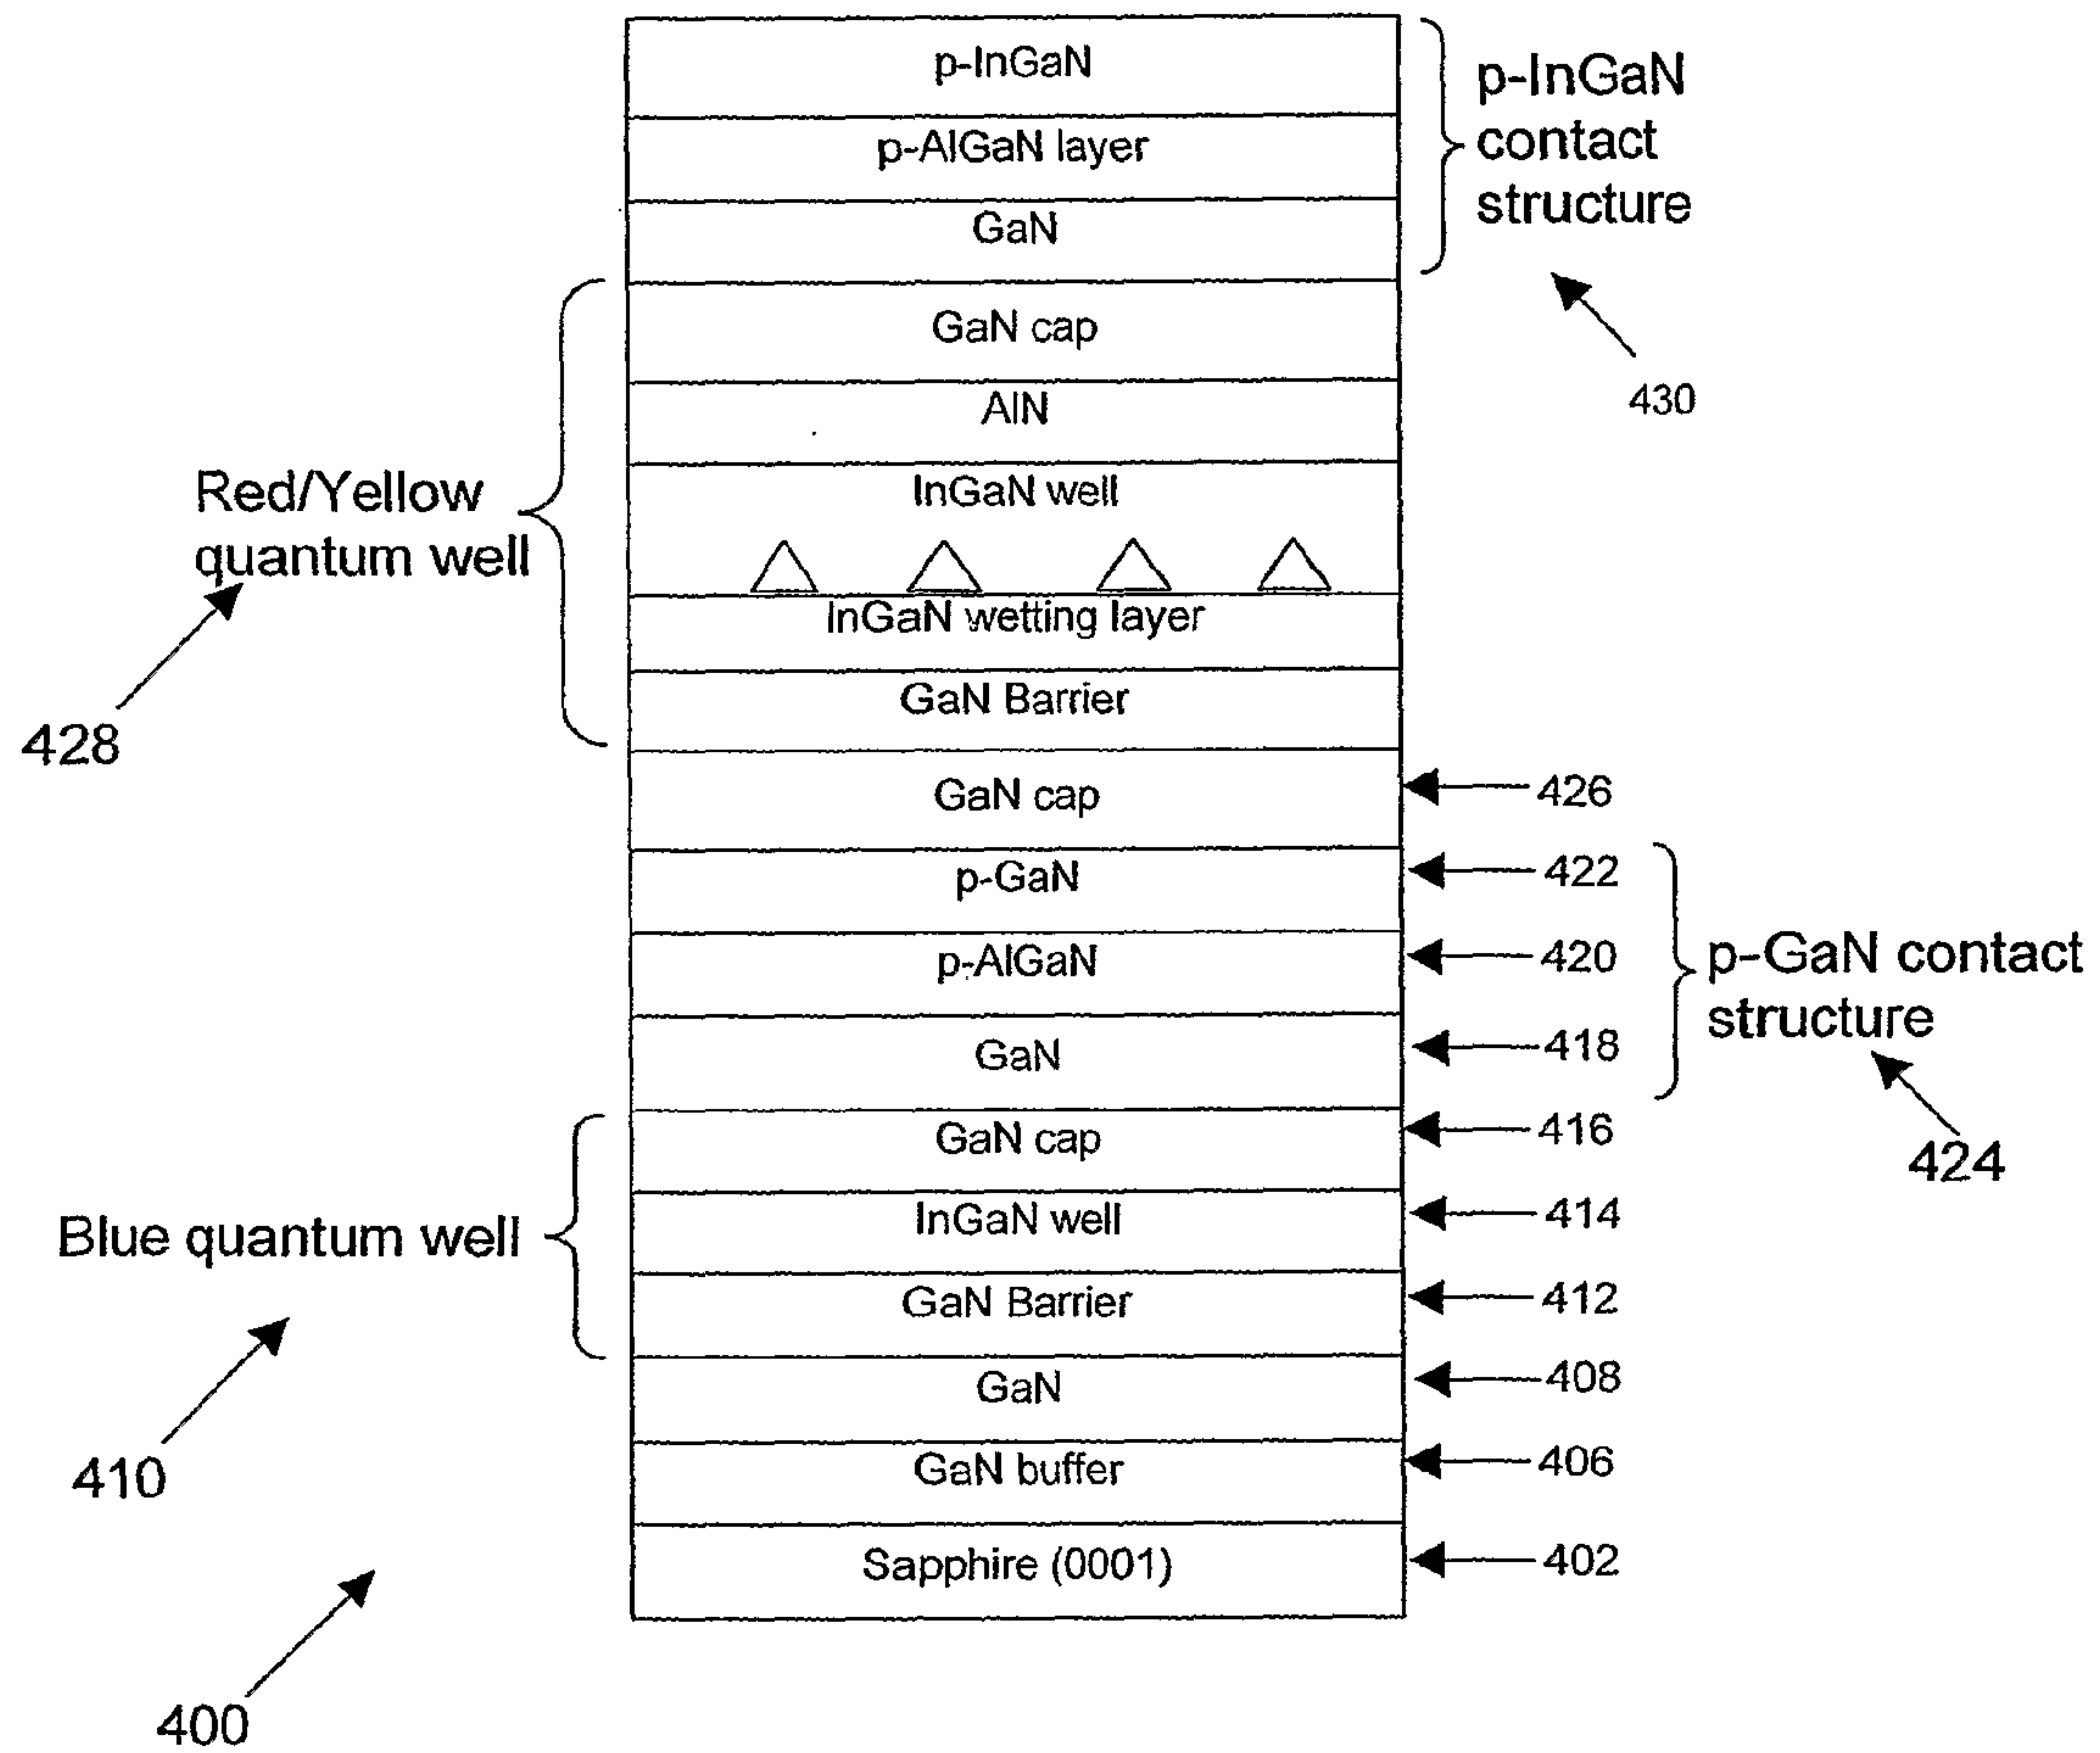 p-InGaN
p-AlGaN layer
GaN
p-InGaN
contact
structure
430
GaN cap
AlN
InGaN well
InGaN wetting layer
GaN Barrier
Red/Yellow
quantum well
428
GaN cap
426
p-GaN
422
p-AlGaN
420
GaN
418
p-GaN contact
structure
424
GaN cap
416
InGaN well
414
GaN Barrier
412
Blue quantum well
410
GaN
408
GaN buffer
406
Sapphire (0001)
402
400